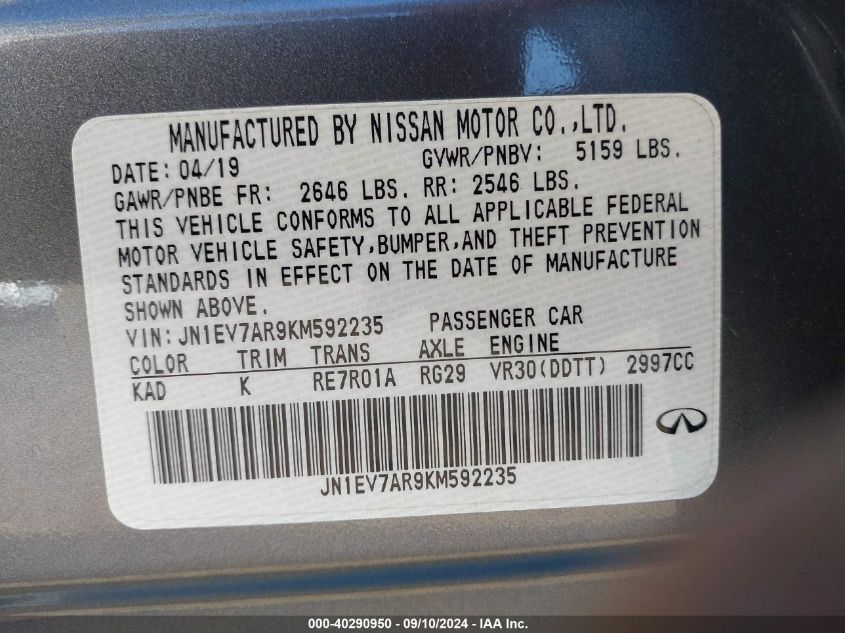 MANUFACTURED BY NISSAN MOTOR CO.,LTD.
DATE: 04/19 GVWR/PNBV: 5159 LBS.
GAWR/PNBE FR: 2646 LBS. RR: 2546 LBS.
THIS VEHICLE CONFORMS TO ALL APPLICABLE FEDERAL
MOTOR VEHICLE SAFETY,BUMPER,AND THEFT PREVENTION
STANDARDS IN EFFECT ON THE DATE OF MANUFACTURE
SHOWN ABOVE.
VIN:JN1EV7AR9KM592235 PASSENGER CAR
COLOR TRIM TRANS AXLE ENGINE
KAD K RE7R01A RG29 VR30(DDTT) 2997CC
JN1EV7AR9KM592235
000-40290950 - 09/10/2024 - IAAI.com